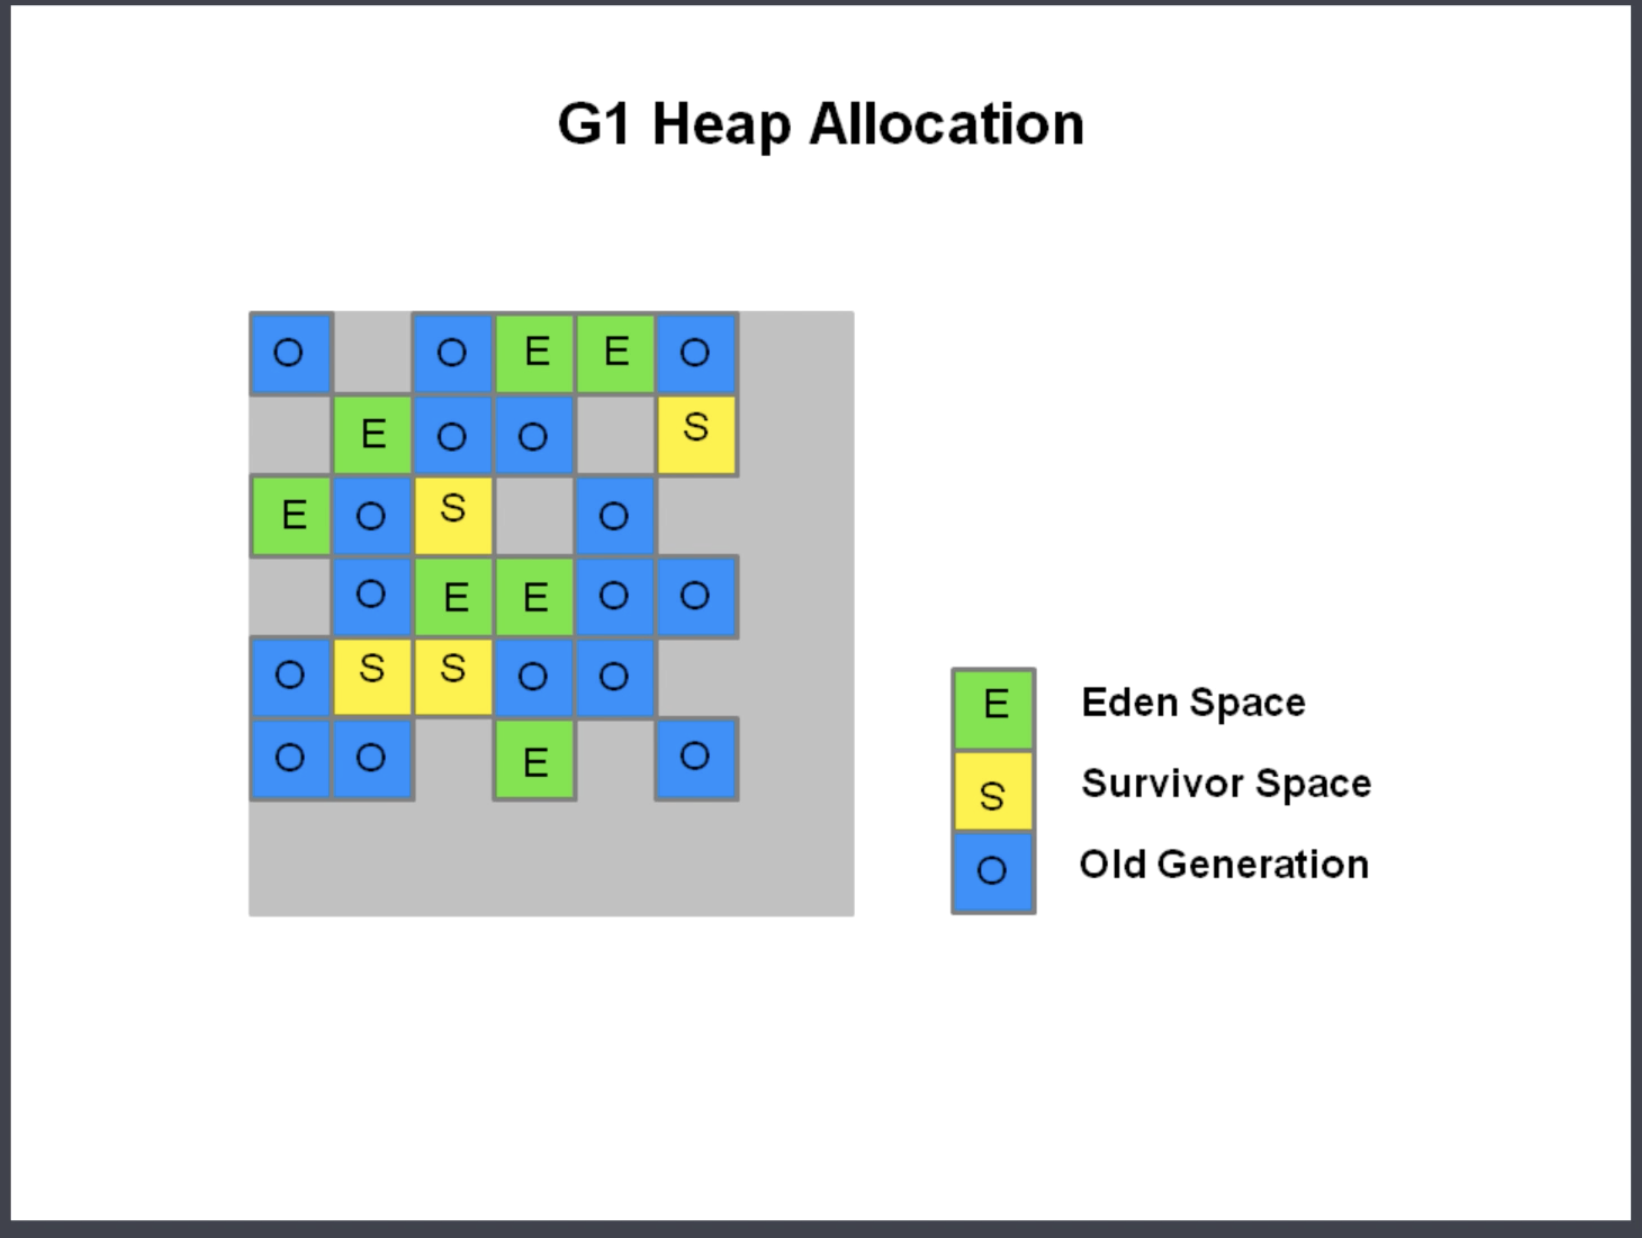 G1 Heap Allocation
O O E E O
E O O S
E O S O
O E E O O
O S S O O
O O E O
E Eden Space
S Survivor Space
O Old Generation